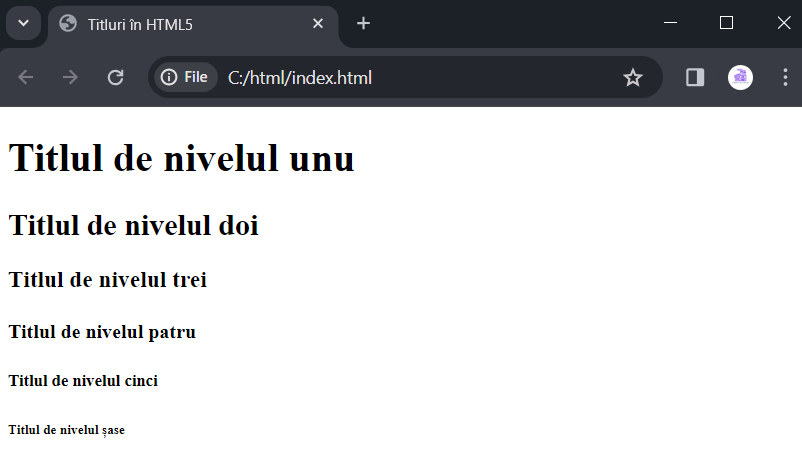 Titluri în HTML5
File C:/html/index.html
Titlul de nivelul unu
Titlul de nivelul doi
Titlul de nivelul trei
Titlul de nivelul patru
Titlul de nivelul cinci
Titlul de nivelul șase